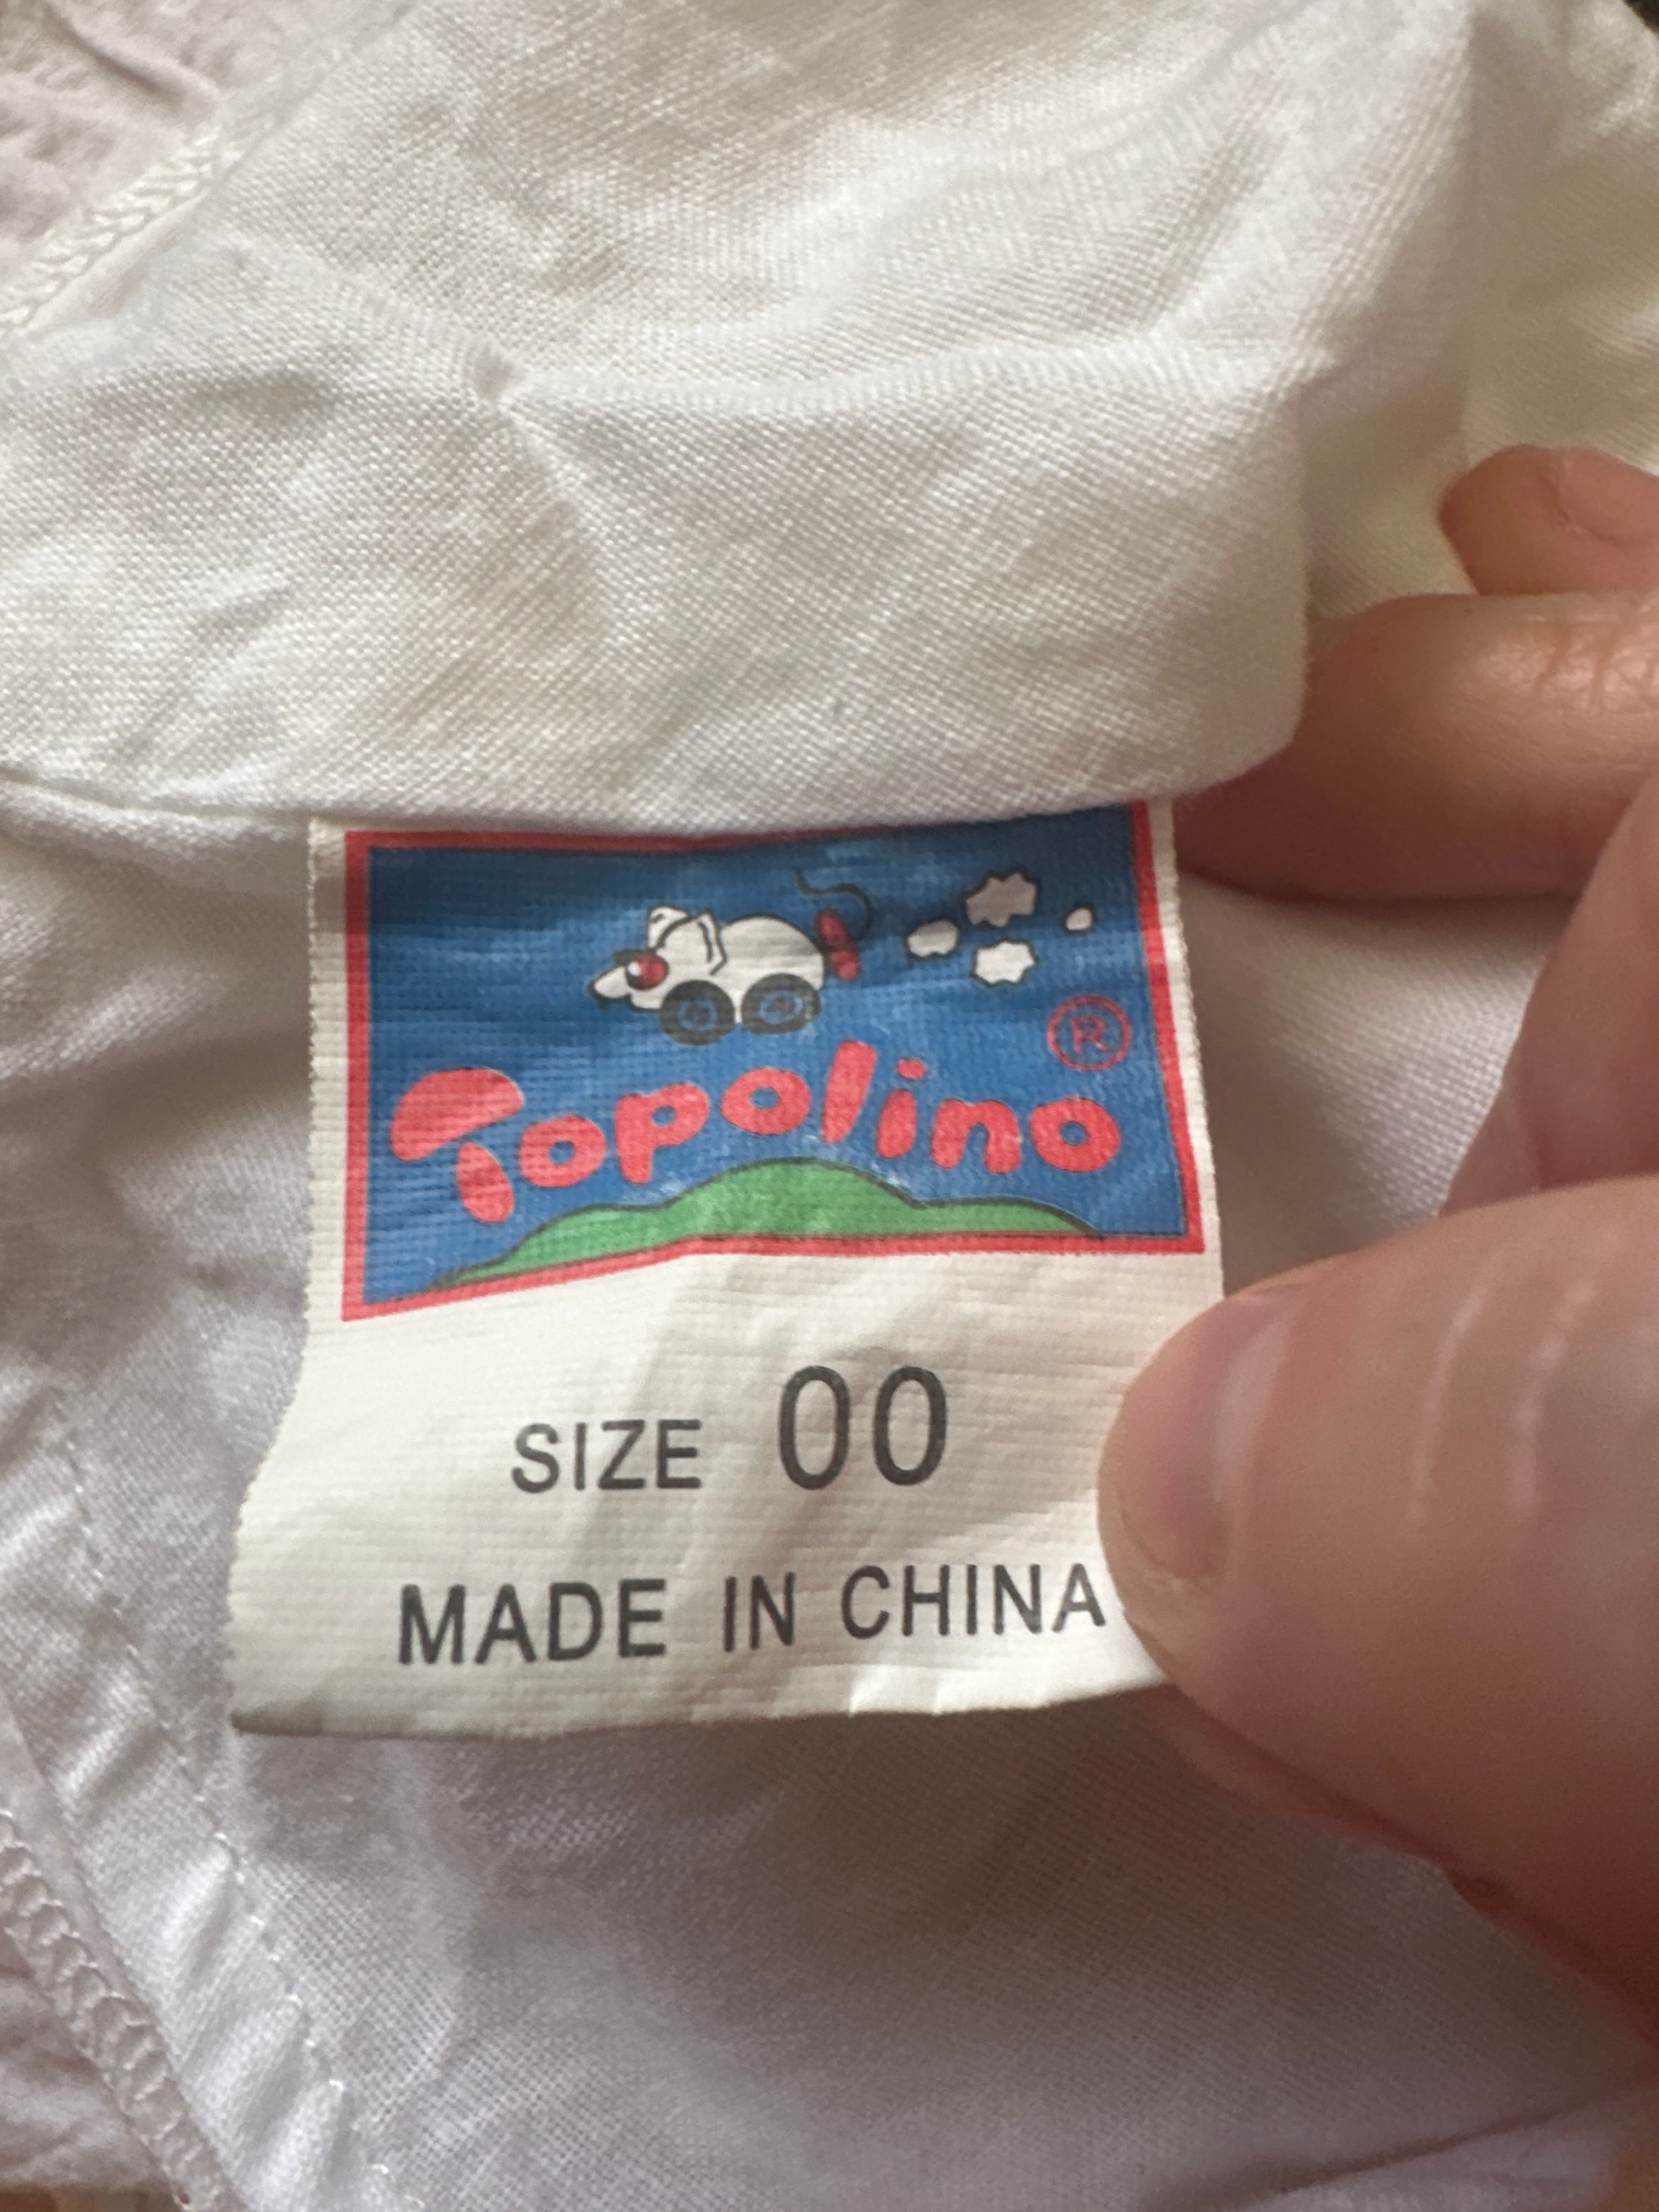 Topolino ®
SIZE 00
MADE IN CHINA